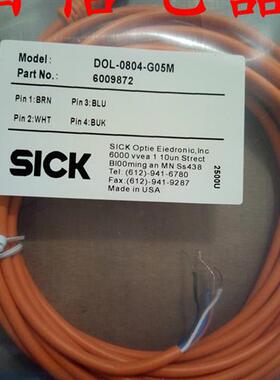 Model: DOL-0804-G05M
Part No.: 6009872
Pin 1:BRN Pin 3:BLU
Pin 2:WHT Pin 4:BUK
SICK
SICK Optie Eiedronic,Inc
6000 vvea 1 10un Strect
Bl00ming an MN Ss438
Tel: (612)-941-6780
Fax:(612)-941-9287
Made in USA
2500U